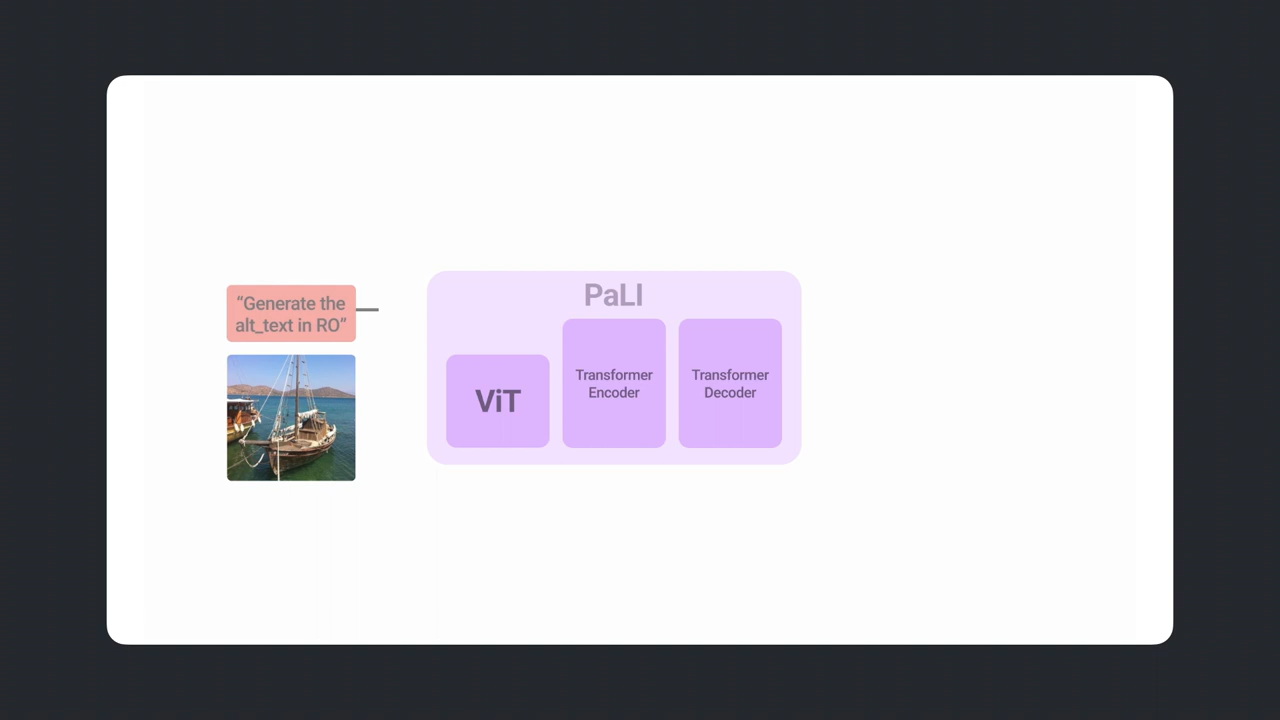 “Generate the
alt_text in RO”
PaLI
ViT
Transformer
Encoder
Transformer
Decoder